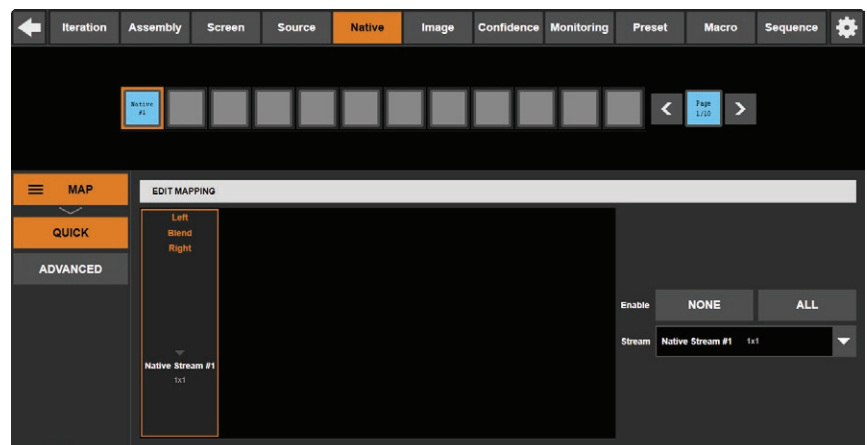 Iteration Assembly Screen Source Native Image Confidence Monitoring Preset Macro Sequence
Native
#1
Page
1/10
MAP
EDIT MAPPING
QUICK
ADVANCED
Left
Blend
Right
Native Stream #1
1x1
Enable NONE ALL
Stream Native Stream #1 1x1